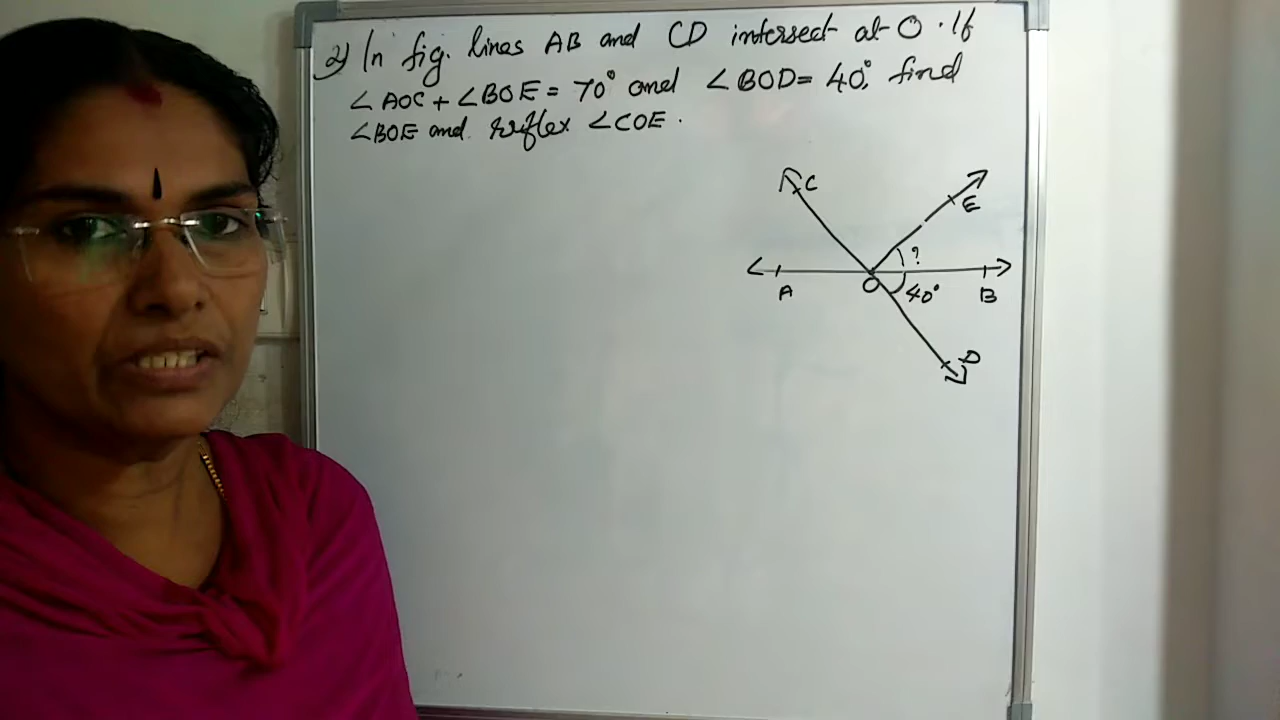 2) In fig. lines AB and CD intersect at O. If
∠AOC + ∠BOE = 70° and ∠BOD = 40°, find
∠BOE and Reflex ∠COE.
C
E
?
A
O
40°
B
D